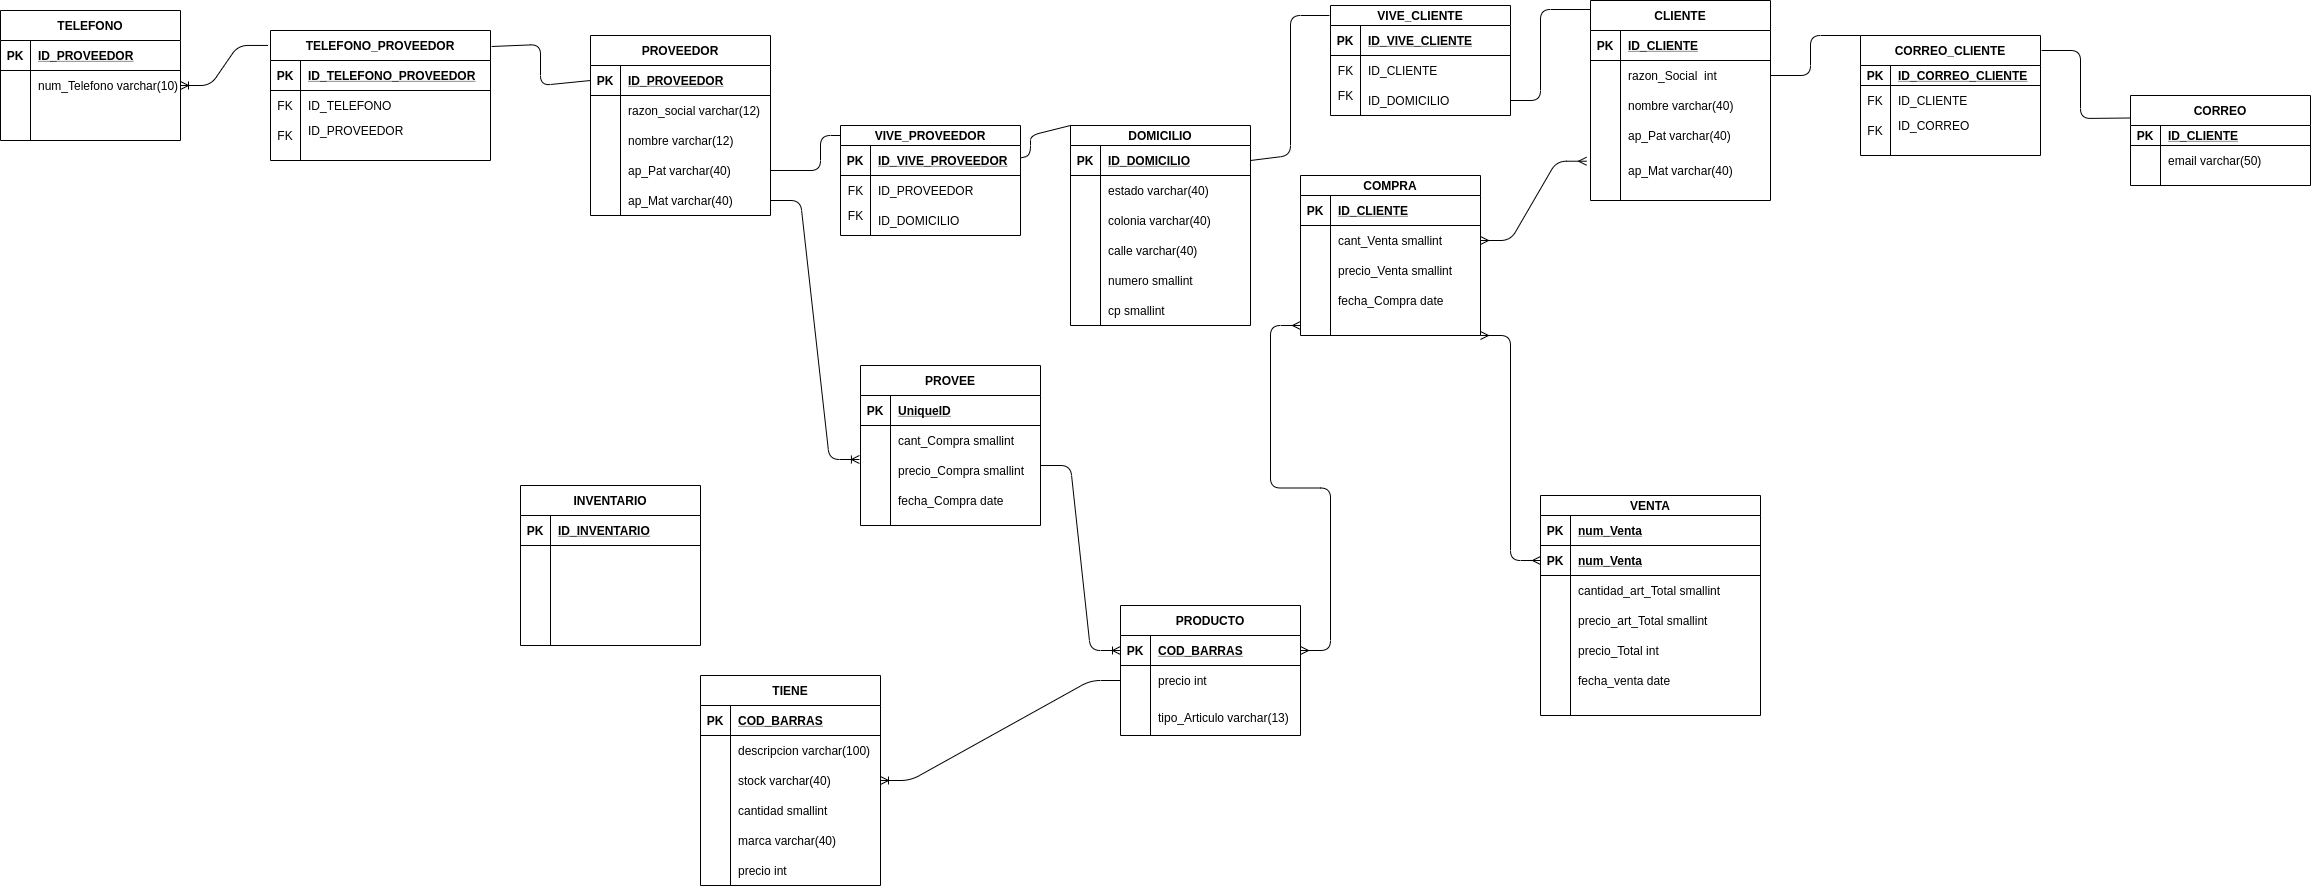 TELEFONO
PK ID_PROVEEDOR
num_Telefono varchar(10)
TELEFONO_PROVEEDOR
PK ID_TELEFONO_PROVEEDOR
FK ID_TELEFONO
FK ID_PROVEEDOR
PROVEEDOR
PK ID_PROVEEDOR
razon_social varchar(12)
nombre varchar(12)
ap_Pat varchar(40)
ap_Mat varchar(40)
VIVE_PROVEEDOR
PK ID_VIVE_PROVEEDOR
FK ID_PROVEEDOR
FK ID_DOMICILIO
DOMICILIO
PK ID_DOMICILIO
estado varchar(40)
colonia varchar(40)
calle varchar(40)
numero smallint
cp smallint
VIVE_CLIENTE
PK ID_VIVE_CLIENTE
FK ID_CLIENTE
FK ID_DOMICILIO
CLIENTE
PK ID_CLIENTE
razon_Social  int
nombre varchar(40)
ap_Pat varchar(40)
ap_Mat varchar(40)
CORREO_CLIENTE
PK ID_CORREO_CLIENTE
FK ID_CLIENTE
FK ID_CORREO
CORREO
PK ID_CLIENTE
email varchar(50)
COMPRA
PK ID_CLIENTE
cant_Venta smallint
precio_Venta smallint
fecha_Compra date
PROVEE
PK UniqueID
cant_Compra smallint
precio_Compra smallint
fecha_Compra date
INVENTARIO
PK ID_INVENTARIO
VENTA
PK num_Venta
PK num_Venta
cantidad_art_Total smallint
precio_art_Total smallint
precio_Total int
fecha_venta date
PRODUCTO
PK COD_BARRAS
precio int
tipo_Articulo varchar(13)
TIENE
PK COD_BARRAS
descripcion varchar(100)
stock varchar(40)
cantidad smallint
marca varchar(40)
precio int